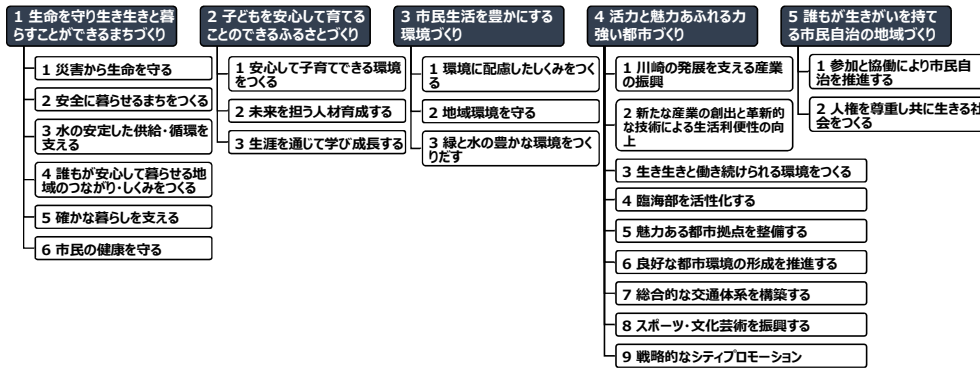 1 生命を守り生き生きと暮
らすことができるまちづくり
1 災害から生命を守る
2 安全に暮らせるまちをつくる
3 水の安定した供給・循環を
支える
4 誰もが安心して暮らせる地
域のつながり・しくみをつくる
5 確かな暮らしを支える
6 市民の健康を守る
2 子どもを安心して育てる
ことのできるふるさとづくり
1 安心して子育てできる環境
をつくる
2 未来を担う人材育成する
3 生涯を通じて学び成長する
3 市民生活を豊かにする
環境づくり
1 環境に配慮したしくみをつく
る
2 地域環境を守る
3 緑と水の豊かな環境をつく
りだす
4 活力と魅力あふれる力
強い都市づくり
1 川崎の発展を支える産業
の振興
2 新たな産業の創出と革新的
な技術による生活利便性の向
上
3 生き生きと働き続けられる環境をつくる
4 臨海部を活性化する
5 魅力ある都市拠点を整備する
6 良好な都市環境の形成を推進する
7 総合的な交通体系を構築する
8 スポーツ・文化芸術を振興する
9 戦略的なシティプロモーション
5 誰もが生きがいを持て
る市民自治の地域づくり
1 参加と協働により市民自
治を推進する
2 人権を尊重し共に生きる社
会をつくる